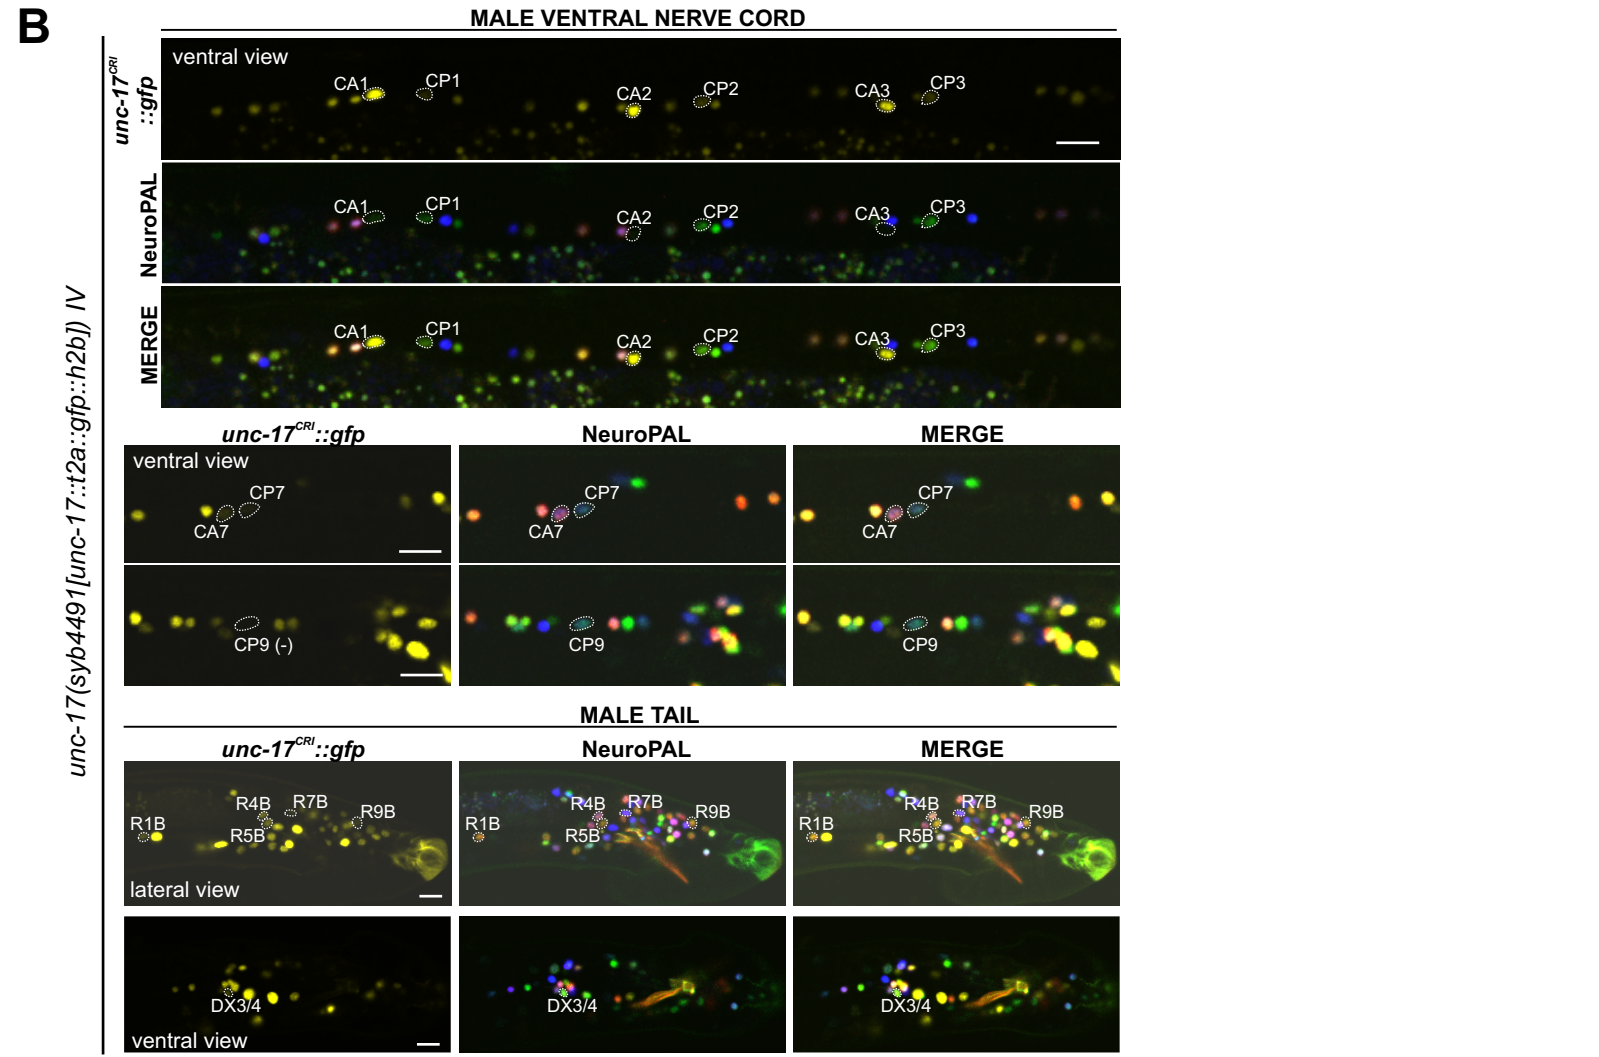 B
MALE VENTRAL NERVE CORD
unc-17(syb4491[unc-17::t2a::gfp::h2b]) IV
unc-17CRI
::gfp
ventral view
CA1
CP1
CA2
CP2
CA3
CP3
NeuroPAL
CA1
CP1
CA2
CP2
CA3
CP3
MERGE
CA1
CP1
CA2
CP2
CA3
CP3
unc-17CRI::gfp
NeuroPAL
MERGE
ventral view
CP7
CA7
CP7
CA7
CP7
CA7
CP9 (-)
CP9
CP9
MALE TAIL
unc-17CRI::gfp
NeuroPAL
MERGE
R4B
R7B
R1B
R9B
R5B
lateral view
R4B
R7B
R1B
R9B
R5B
R4B
R7B
R1B
R9B
R5B
DX3/4
ventral view
DX3/4
DX3/4